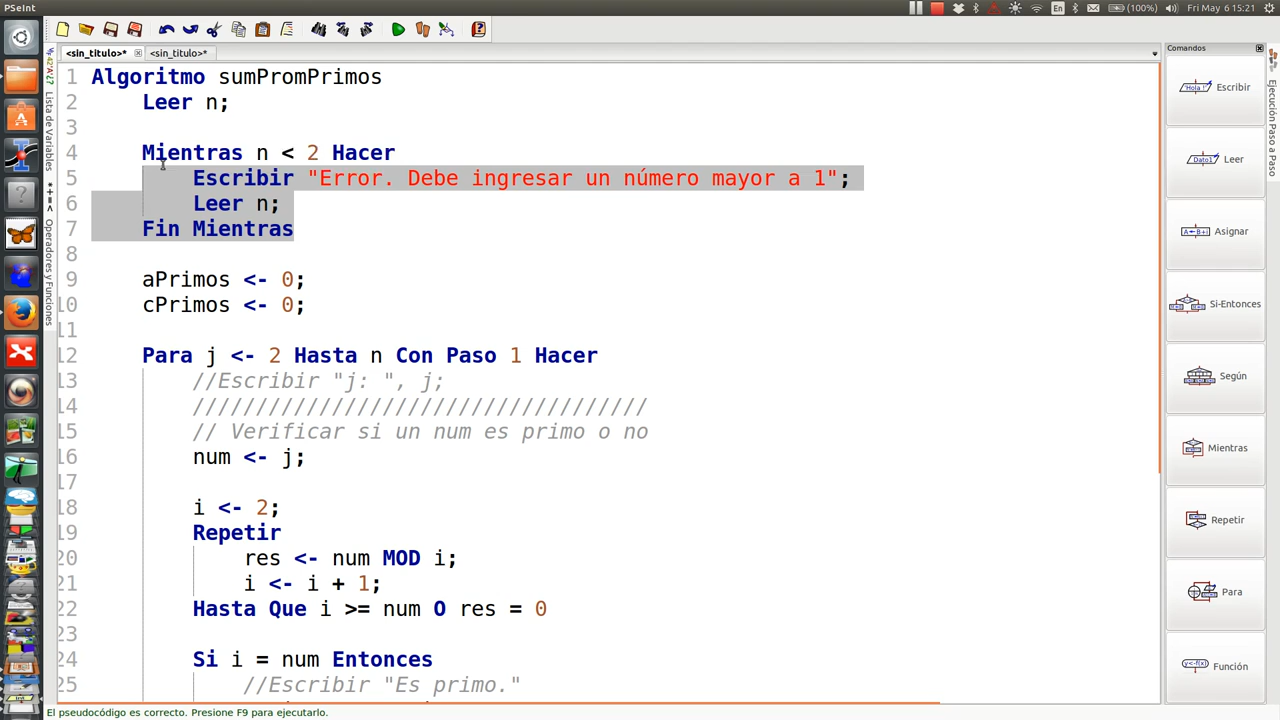 PSeInt
En
(100%)
Fri May 6 15:21
<sin_titulo>*
<sin_titulo>*
Comandos
1 Algoritmo sumPromPrimos
2 Leer n;
3
4 Mientras n < 2 Hacer
5 Escribir "Error. Debe ingresar un número mayor a 1";
6 Leer n;
7 Fin Mientras
8
9 aPrimos <- 0;
10 cPrimos <- 0;
11
12 Para j <- 2 Hasta n Con Paso 1 Hacer
13 //Escribir "j: ", j;
14 ////////////////////////////////////
15 // Verificar si un num es primo o no
16 num <- j;
17
18 i <- 2;
19 Repetir
20 res <- num MOD i;
21 i <- i + 1;
22 Hasta Que i >= num O res = 0
23
24 Si i = num Entonces
25 //Escribir "Es primo."
Lista de Variables
Operadores y Funciones
Escribir
Leer
Asignar
Si-Entonces
Según
Mientras
Repetir
Para
Función
Ejecución Paso a Paso
El pseudocódigo es correcto. Presione F9 para ejecutarlo.